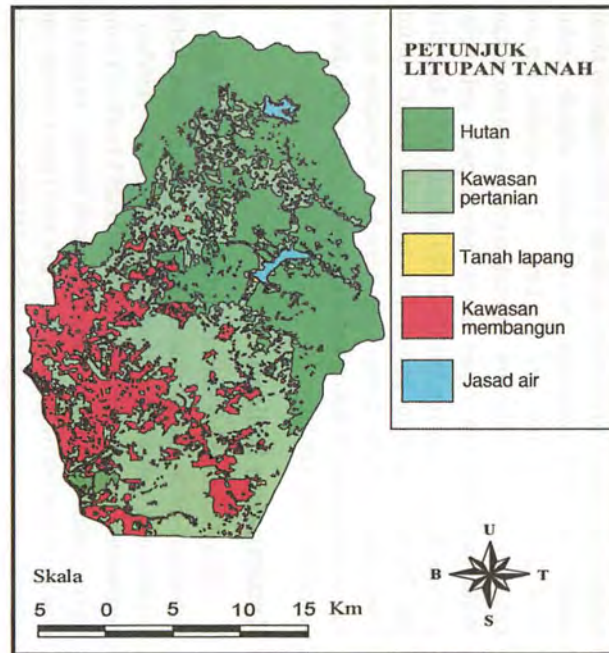 PETUNJUK
LITUPAN TANAH
Hutan
Kawasan
pertanian
Tanah lapang
Kawasan
membangun
Jasad air
U
B T
S
Skala
5 0 5 10 15 Km